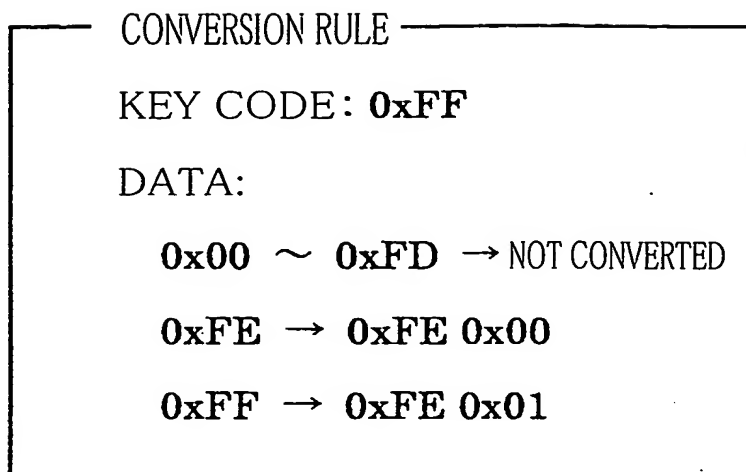 CONVERSION RULE
KEY CODE: 0xFF
DATA:
0x00 ～ 0xFD → NOT CONVERTED
0xFE → 0xFE 0x00
0xFF → 0xFE 0x01